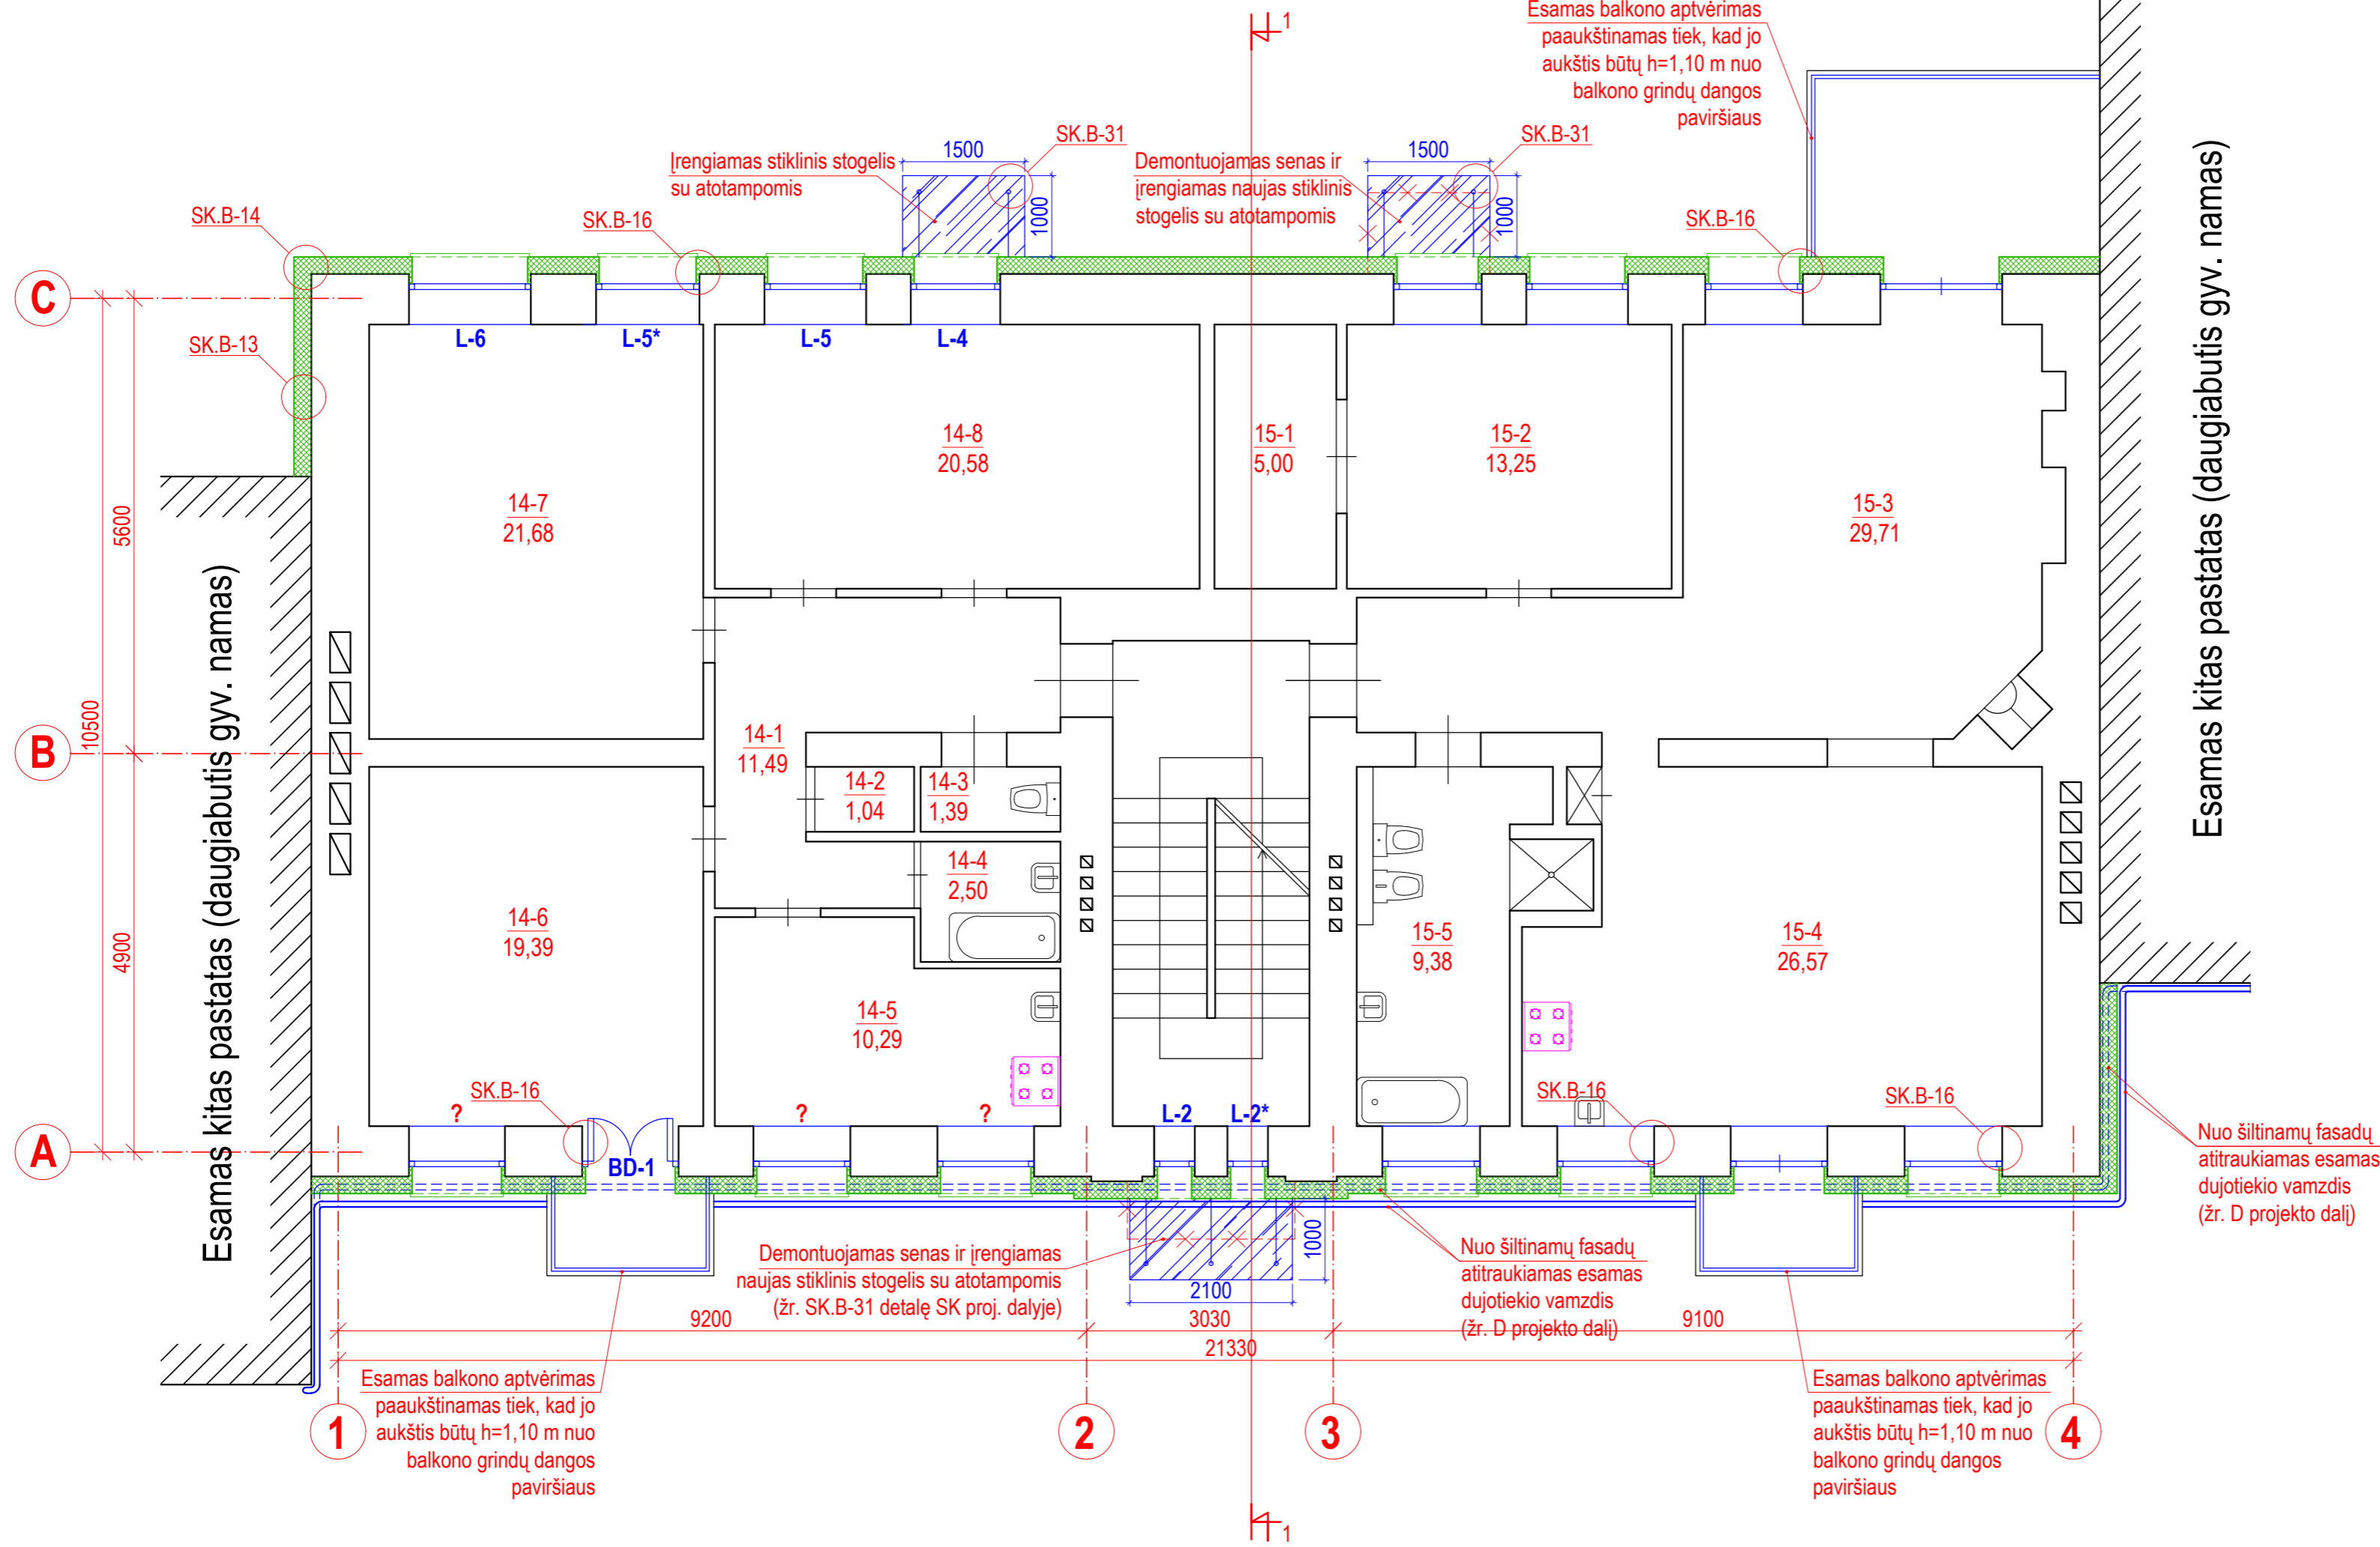 1
Esamas balkono aptvėrimas
paaukštinamas tiek, kad jo
aukštis būtų h=1,10 m nuo
balkono grindų dangos
paviršiaus
SK.B-31
1500
1000
Įrengiamas stiklinis stogelis
su atotampomis
Demontuojamas senas ir
įrengiamas naujas stiklinis
stogelis su atotampomis
1500
1000
SK.B-31
SK.B-14
SK.B-16
SK.B-16
SK.B-13
C
B
A
5600
10500
4900
L-6
L-5*
L-5
L-4
14-7
21,68
14-8
20,58
15-1
5,00
15-2
13,25
15-3
29,71
14-1
11,49
14-2
1,04
14-3
1,39
14-4
2,50
14-6
19,39
14-5
10,29
15-5
9,38
15-4
26,57
Esamas kitas pastatas (daugiabutis gyv. namas)
Esamas kitas pastatas (daugiabutis gyv. namas)
SK.B-16
?
?
?
L-2
L-2*
SK.B-16
SK.B-16
BD-1
Nuo šiltinamų fasadų
atitraukiamas esamas
dujotiekio vamzdis
(žr. D projekto dalį)
Demontuojamas senas ir įrengiamas
naujas stiklinis stogelis su atotampomis
(žr. SK.B-31 detalę SK proj. dalyje)
1000
2100
Nuo šiltinamų fasadų
atitraukiamas esamas
dujotiekio vamzdis
(žr. D projekto dalį)
9200
3030
9100
21330
Esamas balkono aptvėrimas
paaukštinamas tiek, kad jo
aukštis būtų h=1,10 m nuo
balkono grindų dangos
paviršiaus
Esamas balkono aptvėrimas
paaukštinamas tiek, kad jo
aukštis būtų h=1,10 m nuo
balkono grindų dangos
paviršiaus
1
2
3
4
1